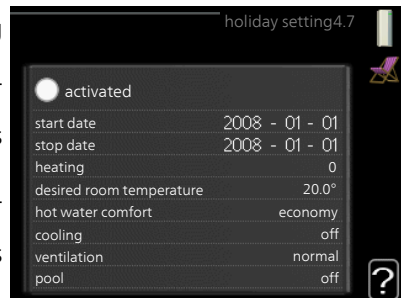 holiday setting4.7
activated
start date 2008 - 01 - 01
stop date 2008 - 01 - 01
heating 0
desired room temperature 20.0°
hot water comfort economy
cooling off
ventilation normal
pool off
?